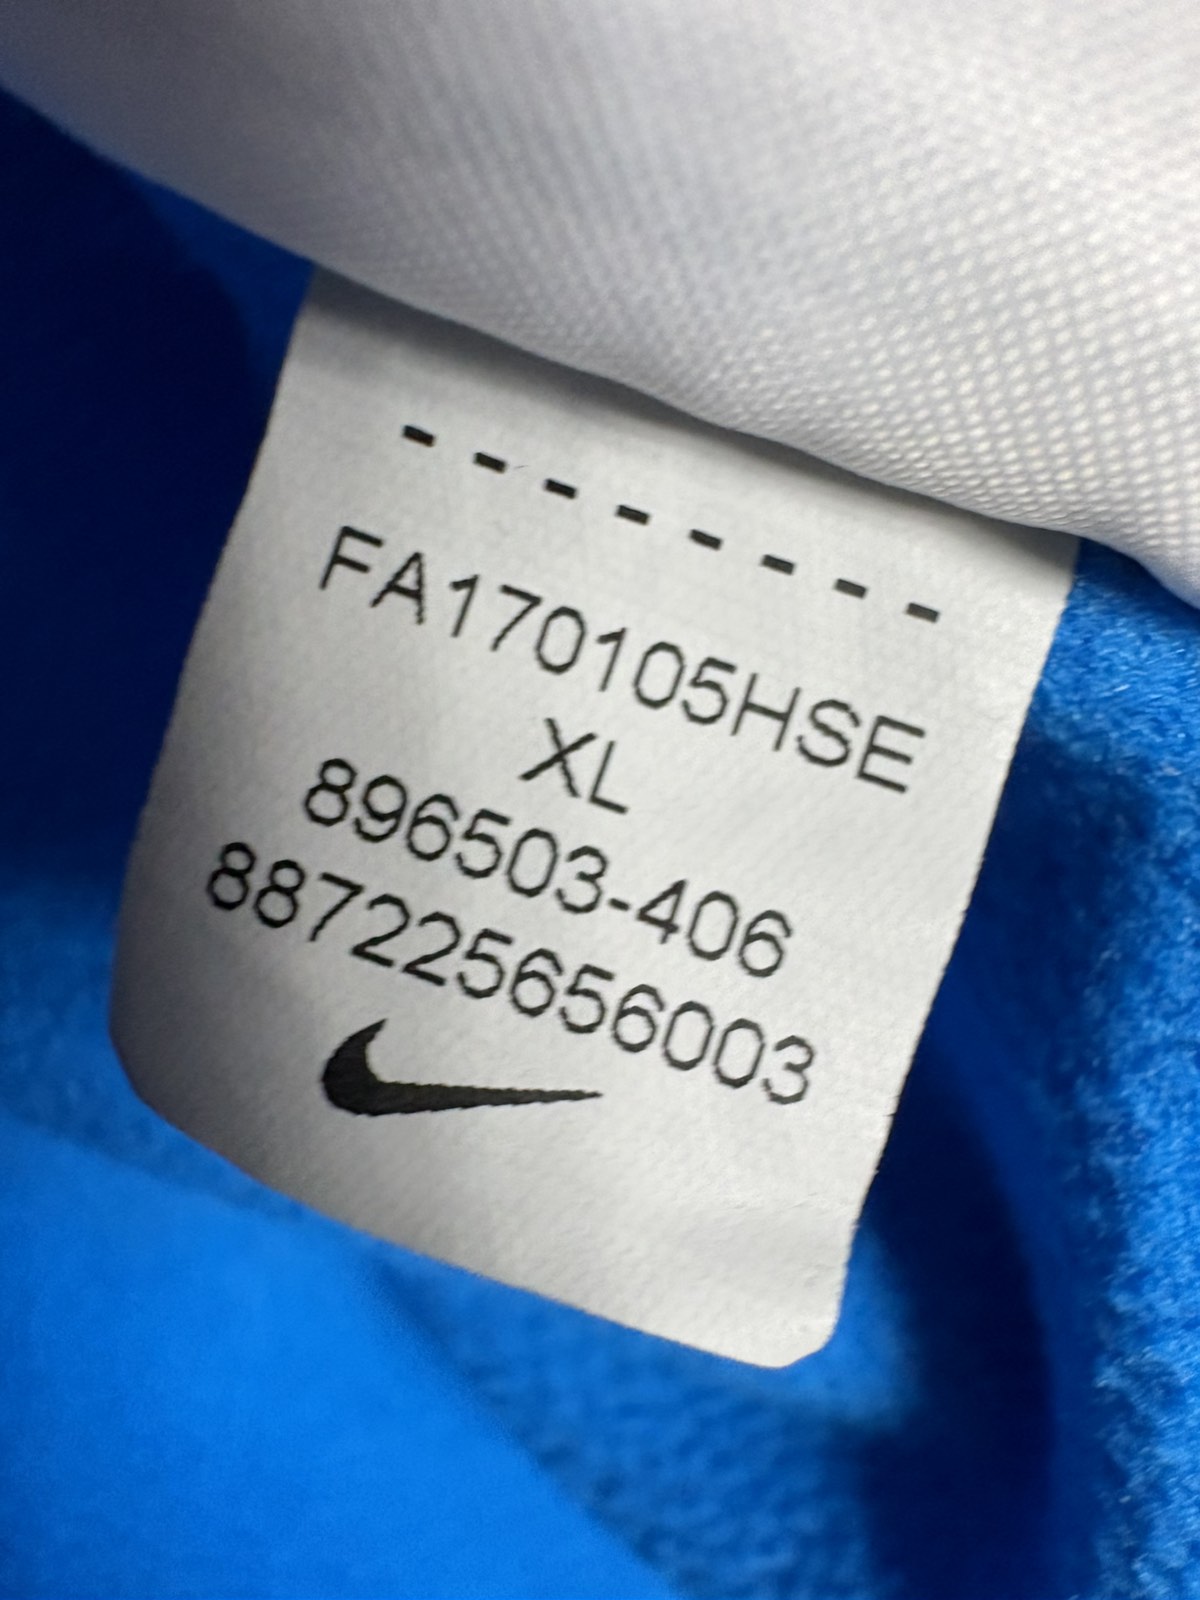 - - - - - - - -
FA170105HSE
XL
896503-406
887225656003